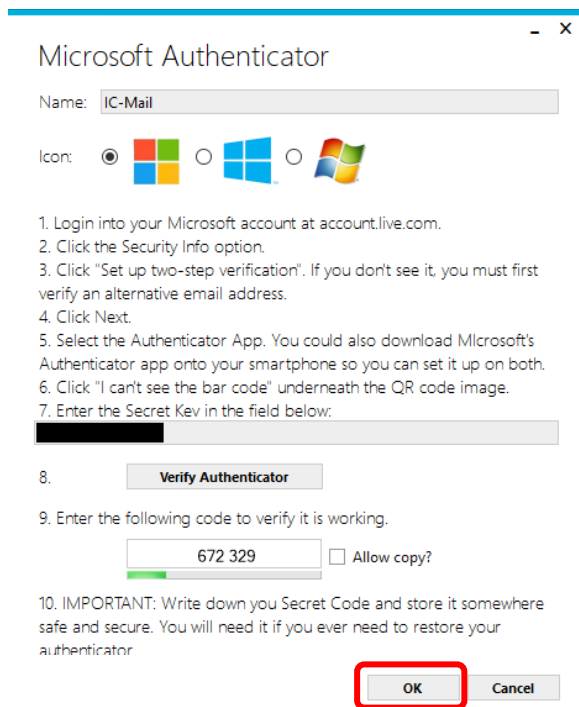 Microsoft Authenticator
Name: IC-Mail
Icon:
1. Login into your Microsoft account at account.live.com.
2. Click the Security Info option.
3. Click "Set up two-step verification". If you don't see it, you must first
verify an alternative email address.
4. Click Next.
5. Select the Authenticator App. You could also download MIcrosoft's
Authenticator app onto your smartphone so you can set it up on both.
6. Click "I can't see the bar code" underneath the QR code image.
7. Enter the Secret Key in the field below:
8. Verify Authenticator
9. Enter the following code to verify it is working.
672 329 Allow copy?
10. IMPORTANT: Write down you Secret Code and store it somewhere
safe and secure. You will need it if you ever need to restore your
authenticator
OK Cancel